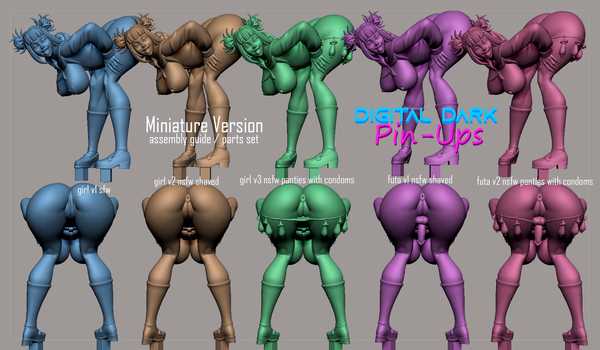 Miniature Version
assembly guide / parts set
DIGITAL DARK
Pin-Ups
girl v1 sfw
girl v2 nsfw shaved
girl v3 nsfw panties with condoms
futa v1 nsfw shaved
futa v2 nsfw panties with condoms